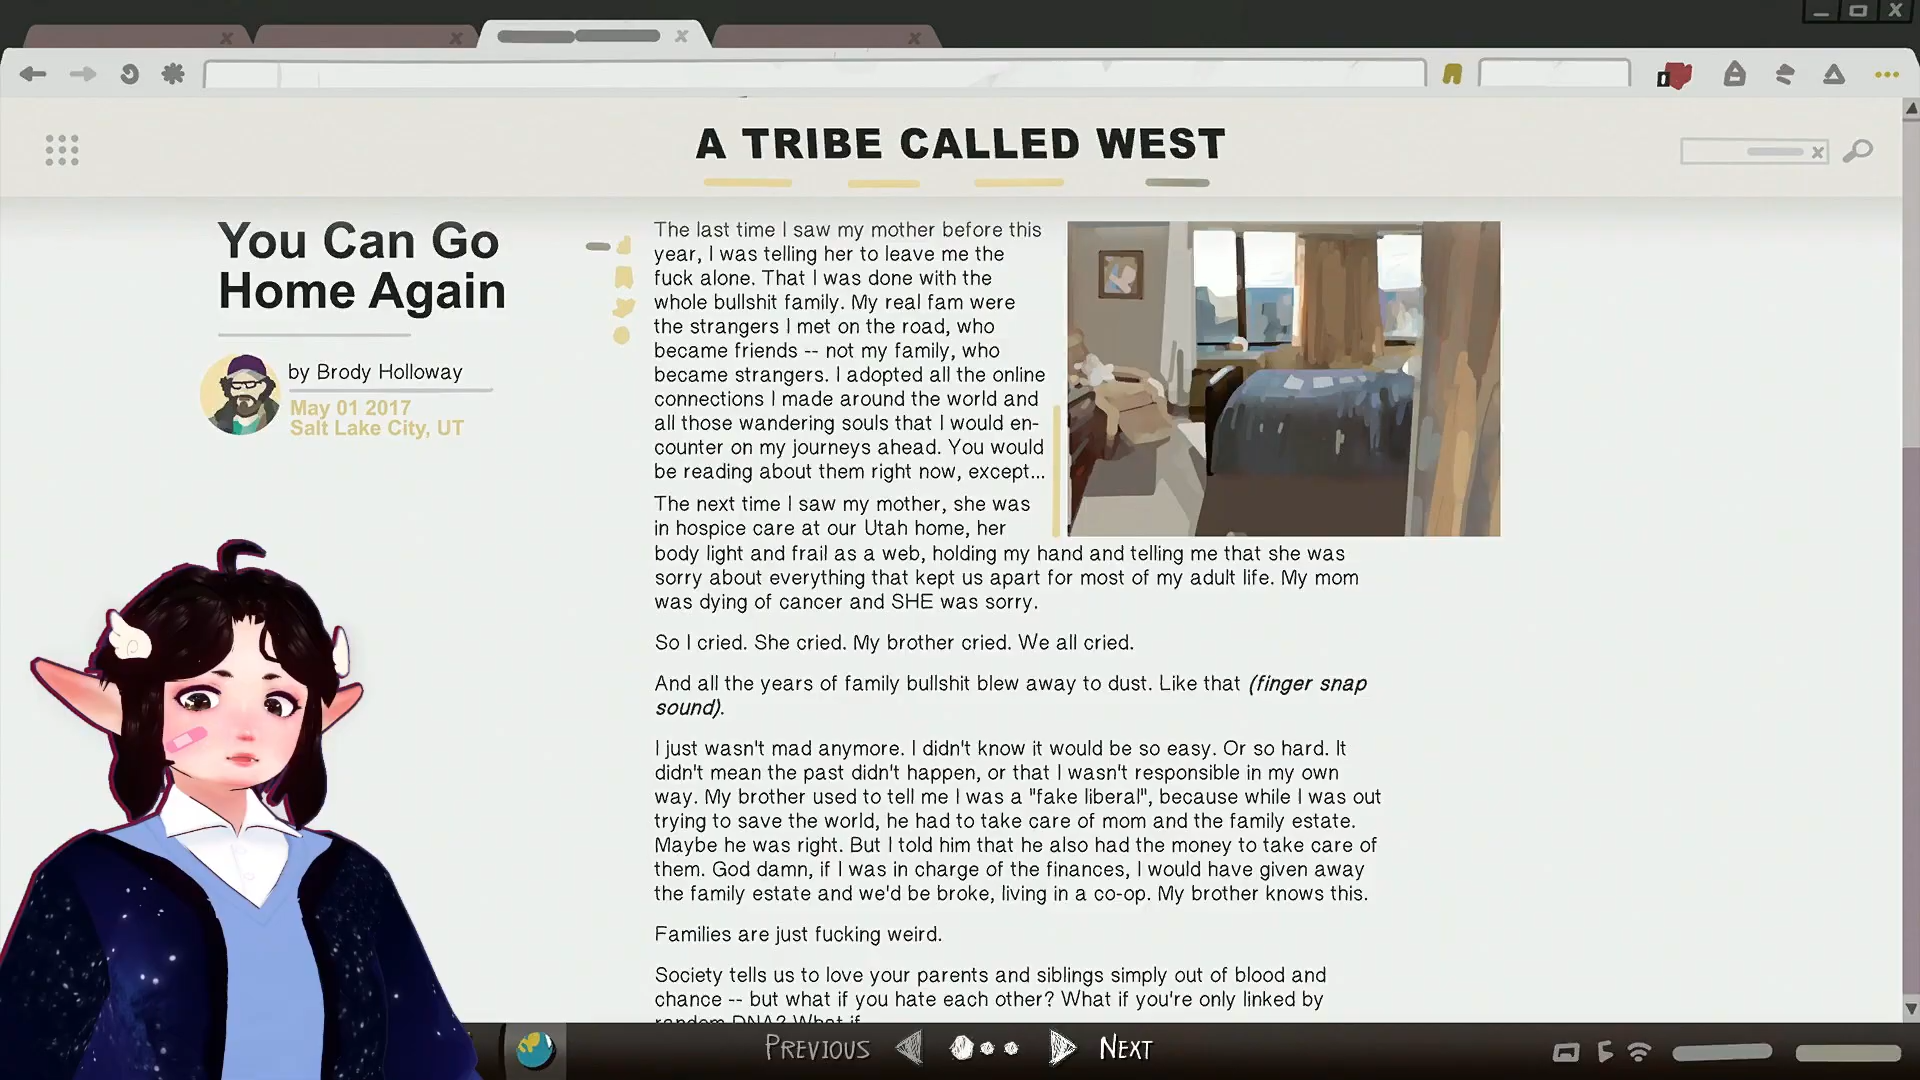 A TRIBE CALLED WEST
You Can Go
Home Again
by Brody Holloway
May 01 2017
Salt Lake City, UT
The last time I saw my mother before this
year, I was telling her to leave me the
fuck alone. That I was done with the
whole bullshit family. My real fam were
the strangers I met on the road, who
became friends -- not my family, who
became strangers. I adopted all the online
connections I made around the world and
all those wandering souls that I would en-
counter on my journeys ahead. You would
be reading about them right now, except...
The next time I saw my mother, she was
in hospice care at our Utah home, her
body light and frail as a web, holding my hand and telling me that she was
sorry about everything that kept us apart for most of my adult life. My mom
was dying of cancer and SHE was sorry.
So I cried. She cried. My brother cried. We all cried.
And all the years of family bullshit blew away to dust. Like that (finger snap
sound).
I just wasn't mad anymore. I didn't know it would be so easy. Or so hard. It
didn't mean the past didn't happen, or that I wasn't responsible in my own
way. My brother used to tell me I was a "fake liberal", because while I was out
trying to save the world, he had to take care of mom and the family estate.
Maybe he was right. But I told him that he also had the money to take care of
them. God damn, if I was in charge of the finances, I would have given away
the family estate and we'd be broke, living in a co-op. My brother knows this.
Families are just fucking weird.
Society tells us to love your parents and siblings simply out of blood and
chance -- but what if you hate each other? What if you're only linked by
random DNA? What if
PREVIOUS
NEXT